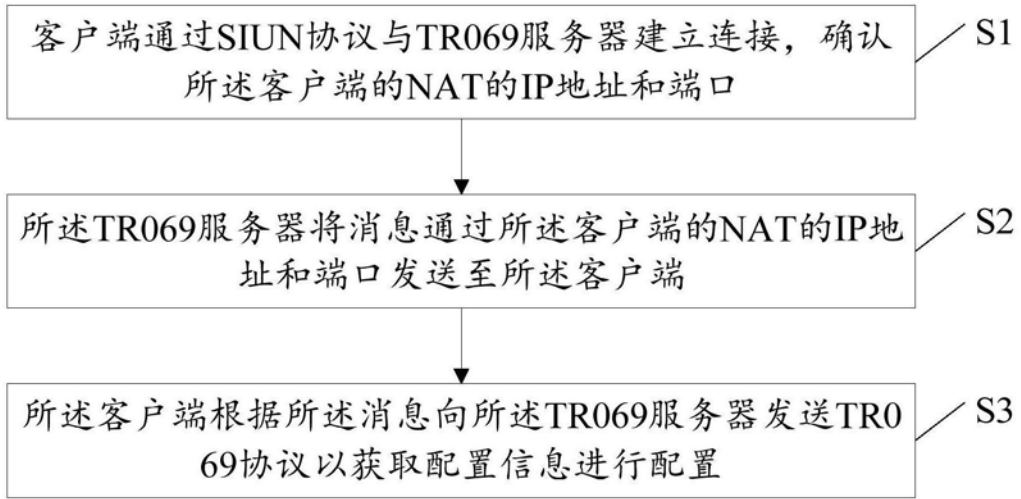 客户端通过SIUN协议与TR069服务器建立连接，确认
所述客户端的NAT的IP地址和端口
S1
所述TR069服务器将消息通过所述客户端的NAT的IP地
址和端口发送至所述客户端
S2
所述客户端根据所述消息向所述TR069服务器发送TR0
69协议以获取配置信息进行配置
S3